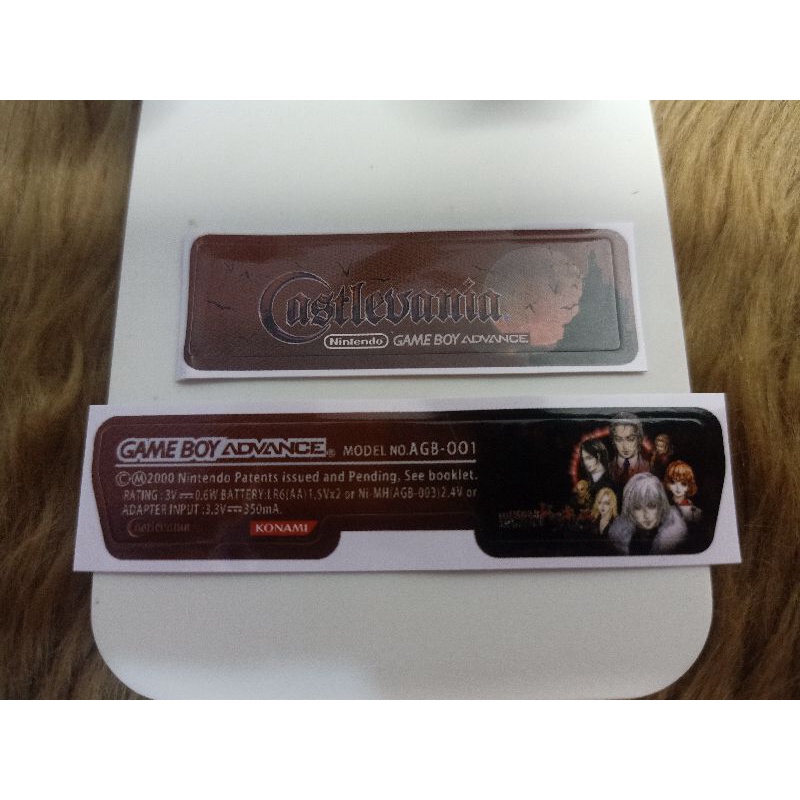 Castlevania
Nintendo GAME BOY ADVANCE
GAME BOY ADVANCE® MODEL NO.AGB-001
ⒸⓂ2000 Nintendo Patents issued and Pending. See booklet.
RATING : 3V⎓ 0.6W BATTERY:LR6(AA)1.5Vx2 or Ni-MH(AGB-003)2.4V or
ADAPTER INPUT :3.3V⎓350mA.
Castlevania KONAMI